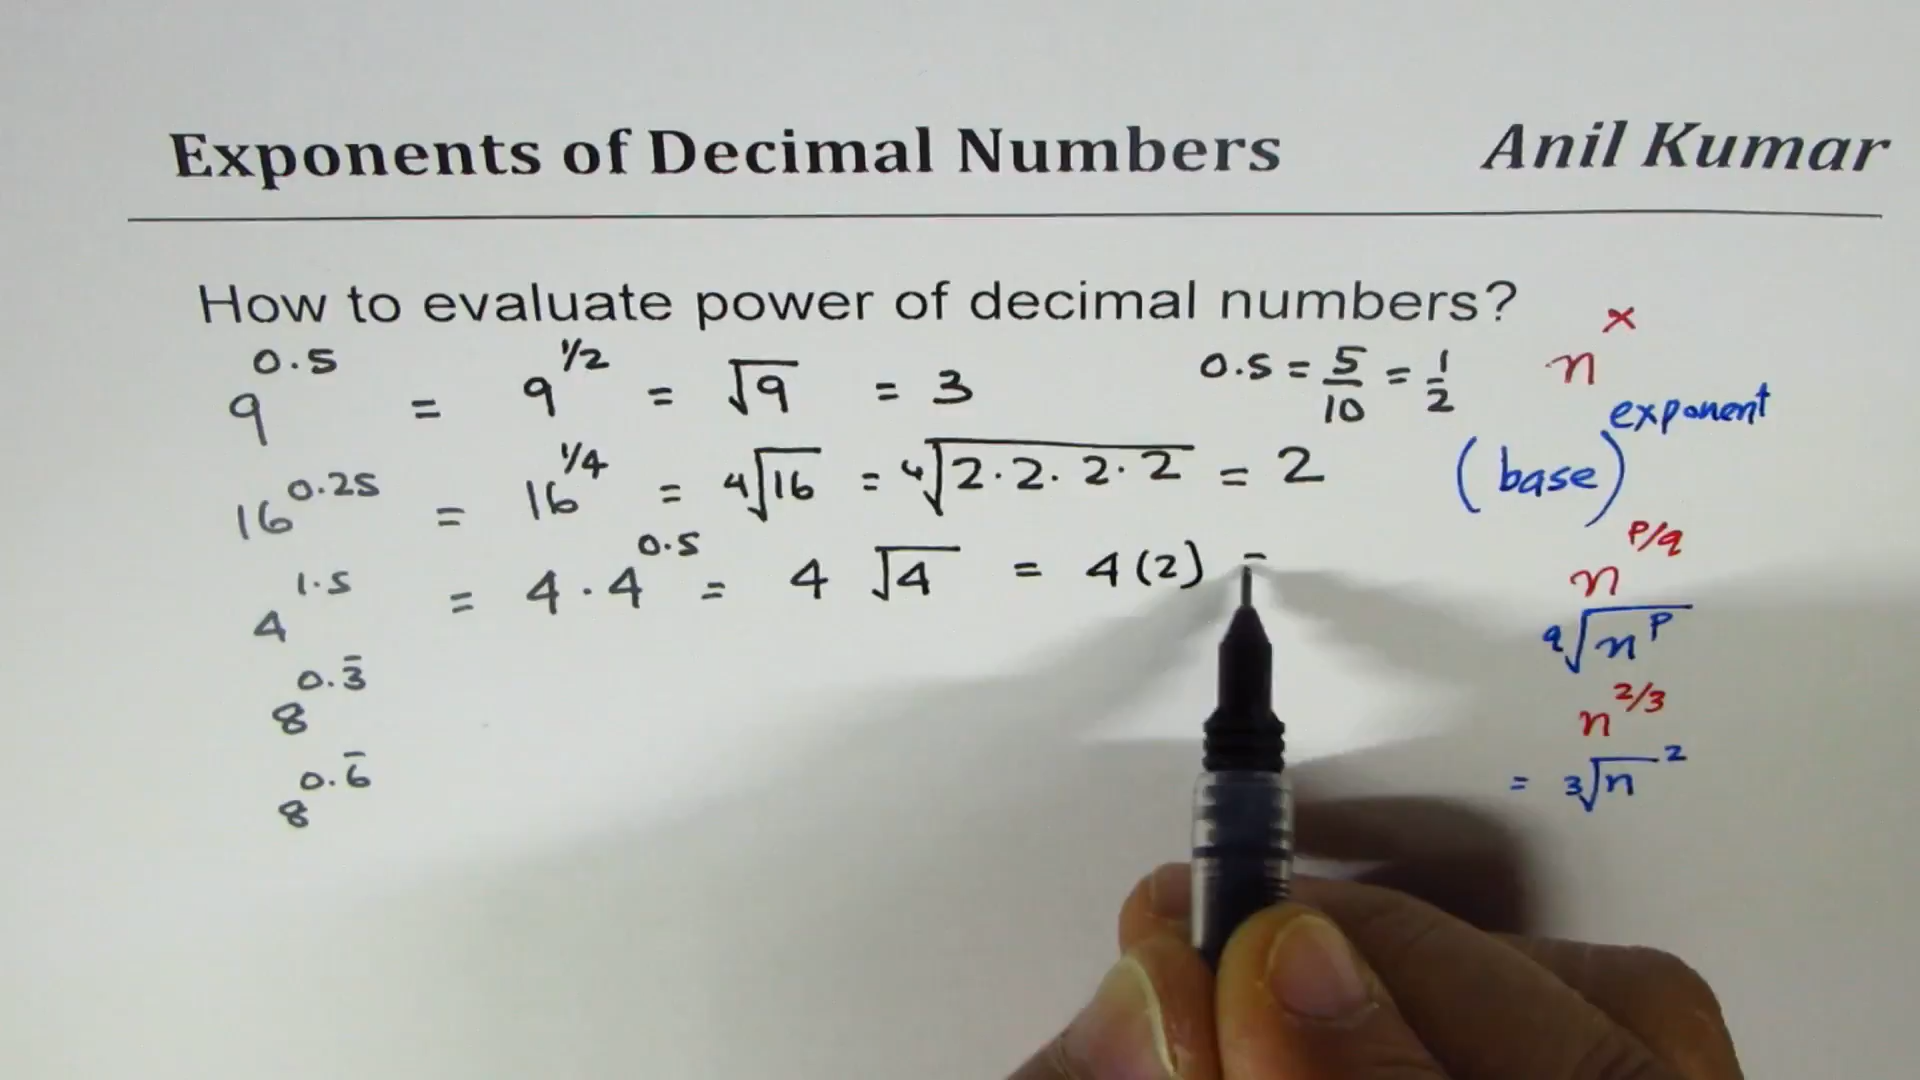 Exponents of Decimal Numbers Anil Kumar
How to evaluate power of decimal numbers?
9^0.5 = 9^1/2 = √9 = 3
0.5 = 5/10 = 1/2
n^x
(base)^exponent
16^0.25 = 16^1/4 = ⁴√16 = ⁴√2·2·2·2 = 2
4^1.5 = 4·4^0.5 = 4 √4 = 4(2) =
n^p/q
q√n^p
8^0.3̄
n^2/3
8^0.6̄
= ³√n^2